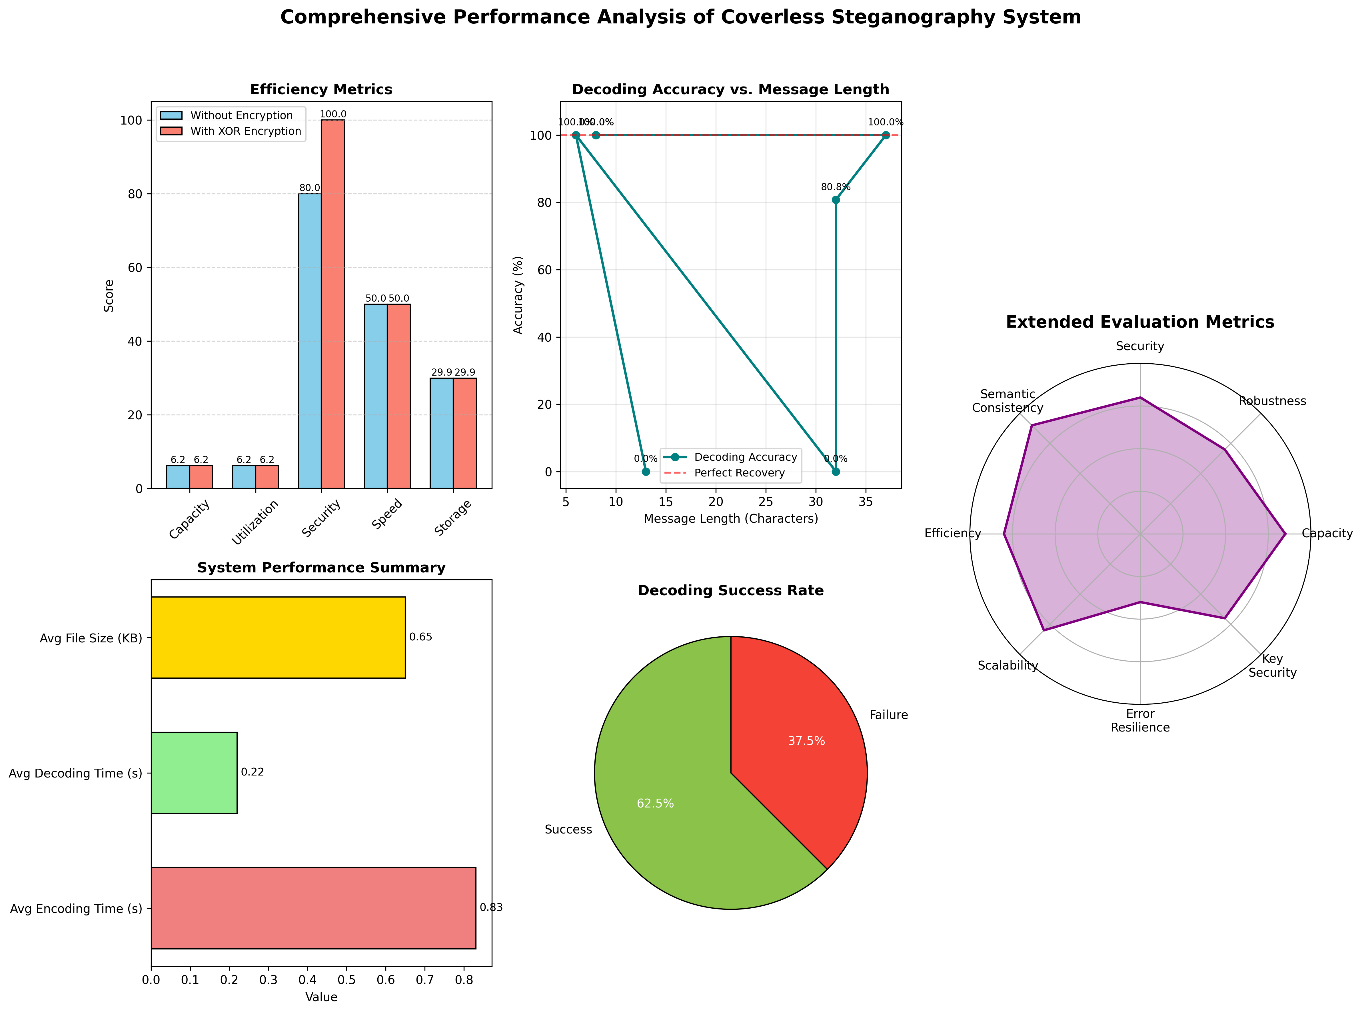 Comprehensive Performance Analysis of Coverless Steganography System
Efficiency Metrics
Without Encryption
With XOR Encryption
Score
100
80
60
40
20
0
6.2 6.2
6.2 6.2
80.0
100.0
50.0 50.0
29.9 29.9
Capacity
Utilization
Security
Speed
Storage
Decoding Accuracy vs. Message Length
Accuracy (%)
100
80
60
40
20
0
100.0%
100.0%
100.0%
80.8%
0.0%
0.0%
Decoding Accuracy
Perfect Recovery
5 10 15 20 25 30 35
Message Length (Characters)
Extended Evaluation Metrics
Security
Semantic
Consistency
Robustness
Efficiency
Capacity
Scalability
Key
Security
Error
Resilience
System Performance Summary
Avg File Size (KB)
0.65
Avg Decoding Time (s)
0.22
Avg Encoding Time (s)
0.83
0.0 0.1 0.2 0.3 0.4 0.5 0.6 0.7 0.8
Value
Decoding Success Rate
Failure
37.5%
62.5%
Success